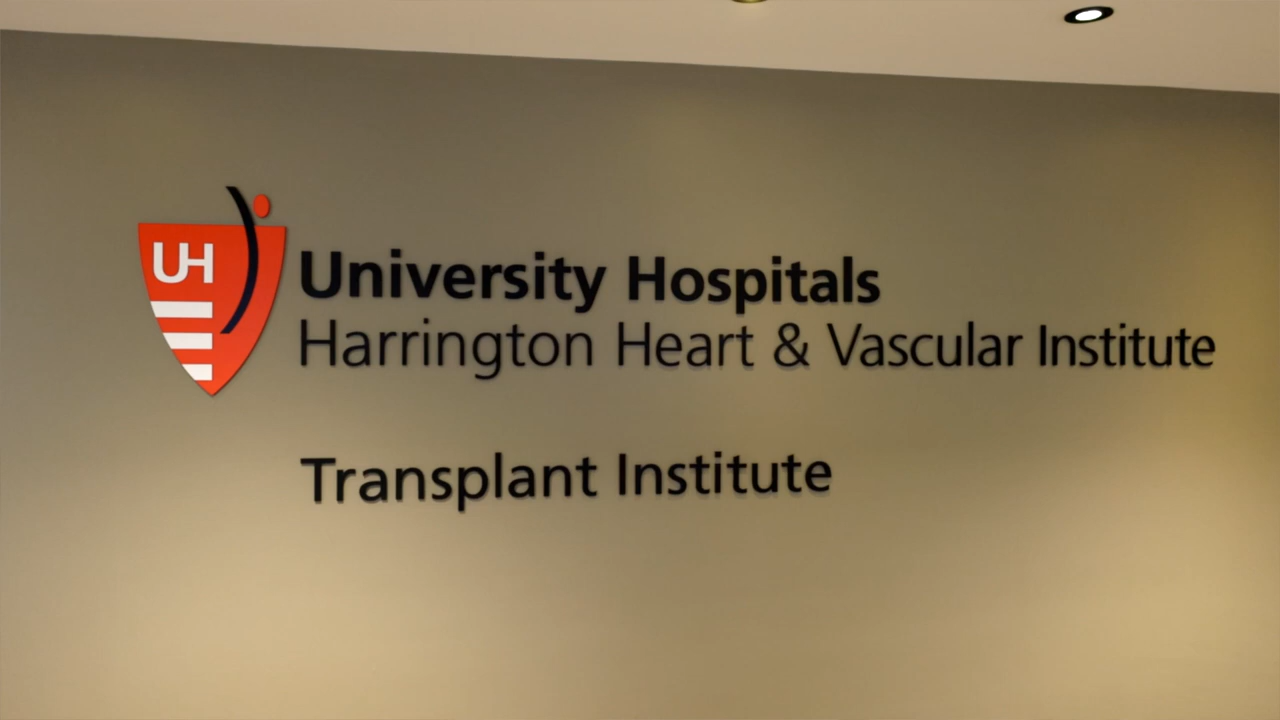 UH
University Hospitals
Harrington Heart & Vascular Institute
Transplant Institute